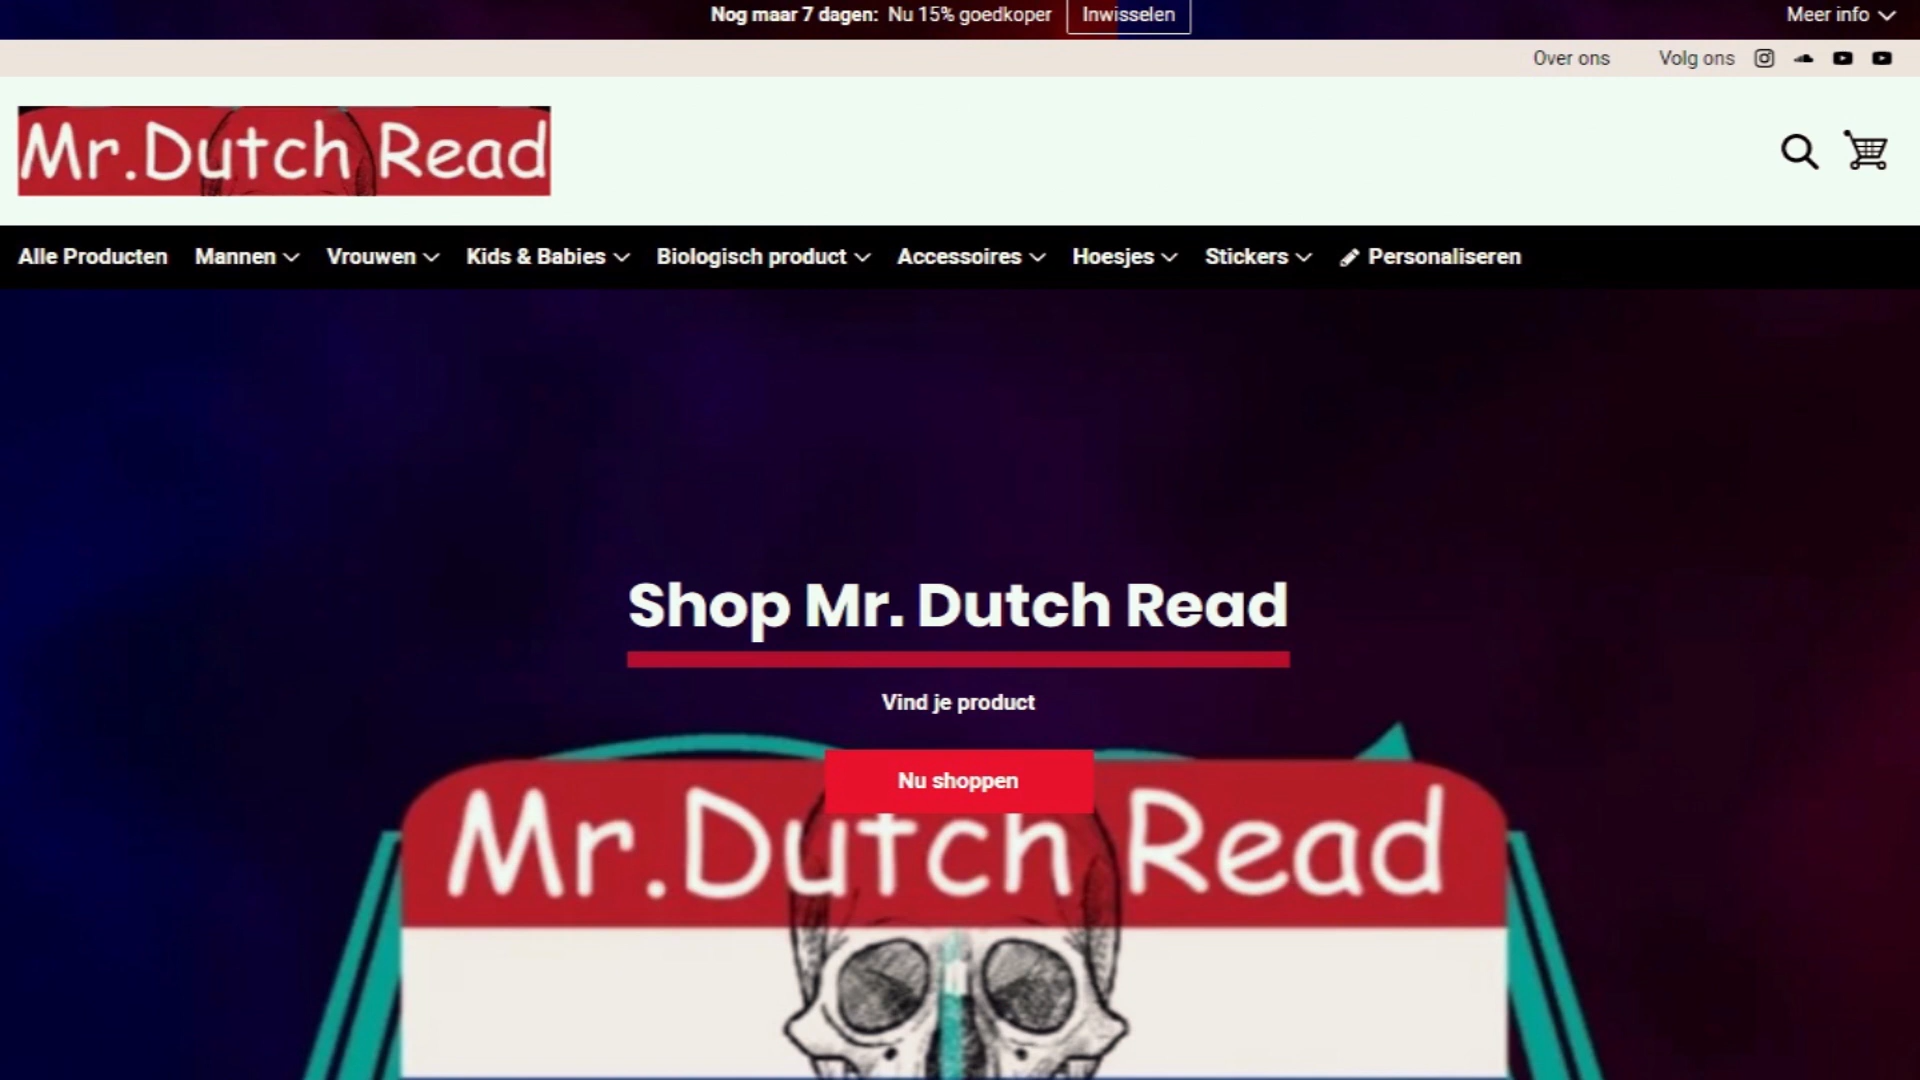 Nog maar 7 dagen: Nu 15% goedkoper Inwisselen Meer info
Over ons Volg ons
Mr.Dutch Read
Alle Producten Mannen Vrouwen Kids & Babies Biologisch product Accessoires Hoesjes Stickers Personaliseren
Shop Mr. Dutch Read
Vind je product
Nu shoppen
Mr.Dutch Read